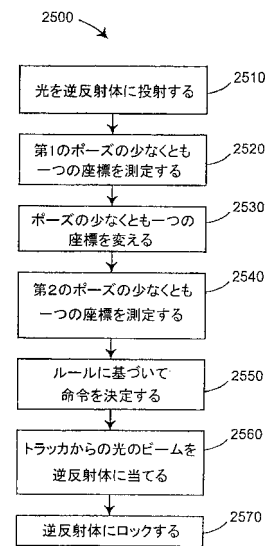 2500
光を逆反射体に投射する
2510
第1のポーズの少なくとも
一つの座標を測定する
2520
ポーズの少なくとも一つの
座標を変える
2530
第2のポーズの少なくとも
一つの座標を測定する
2540
ルールに基づいて
命令を決定する
2550
トラッカからの光のビームを
逆反射体に当てる
2560
逆反射体にロックする
2570